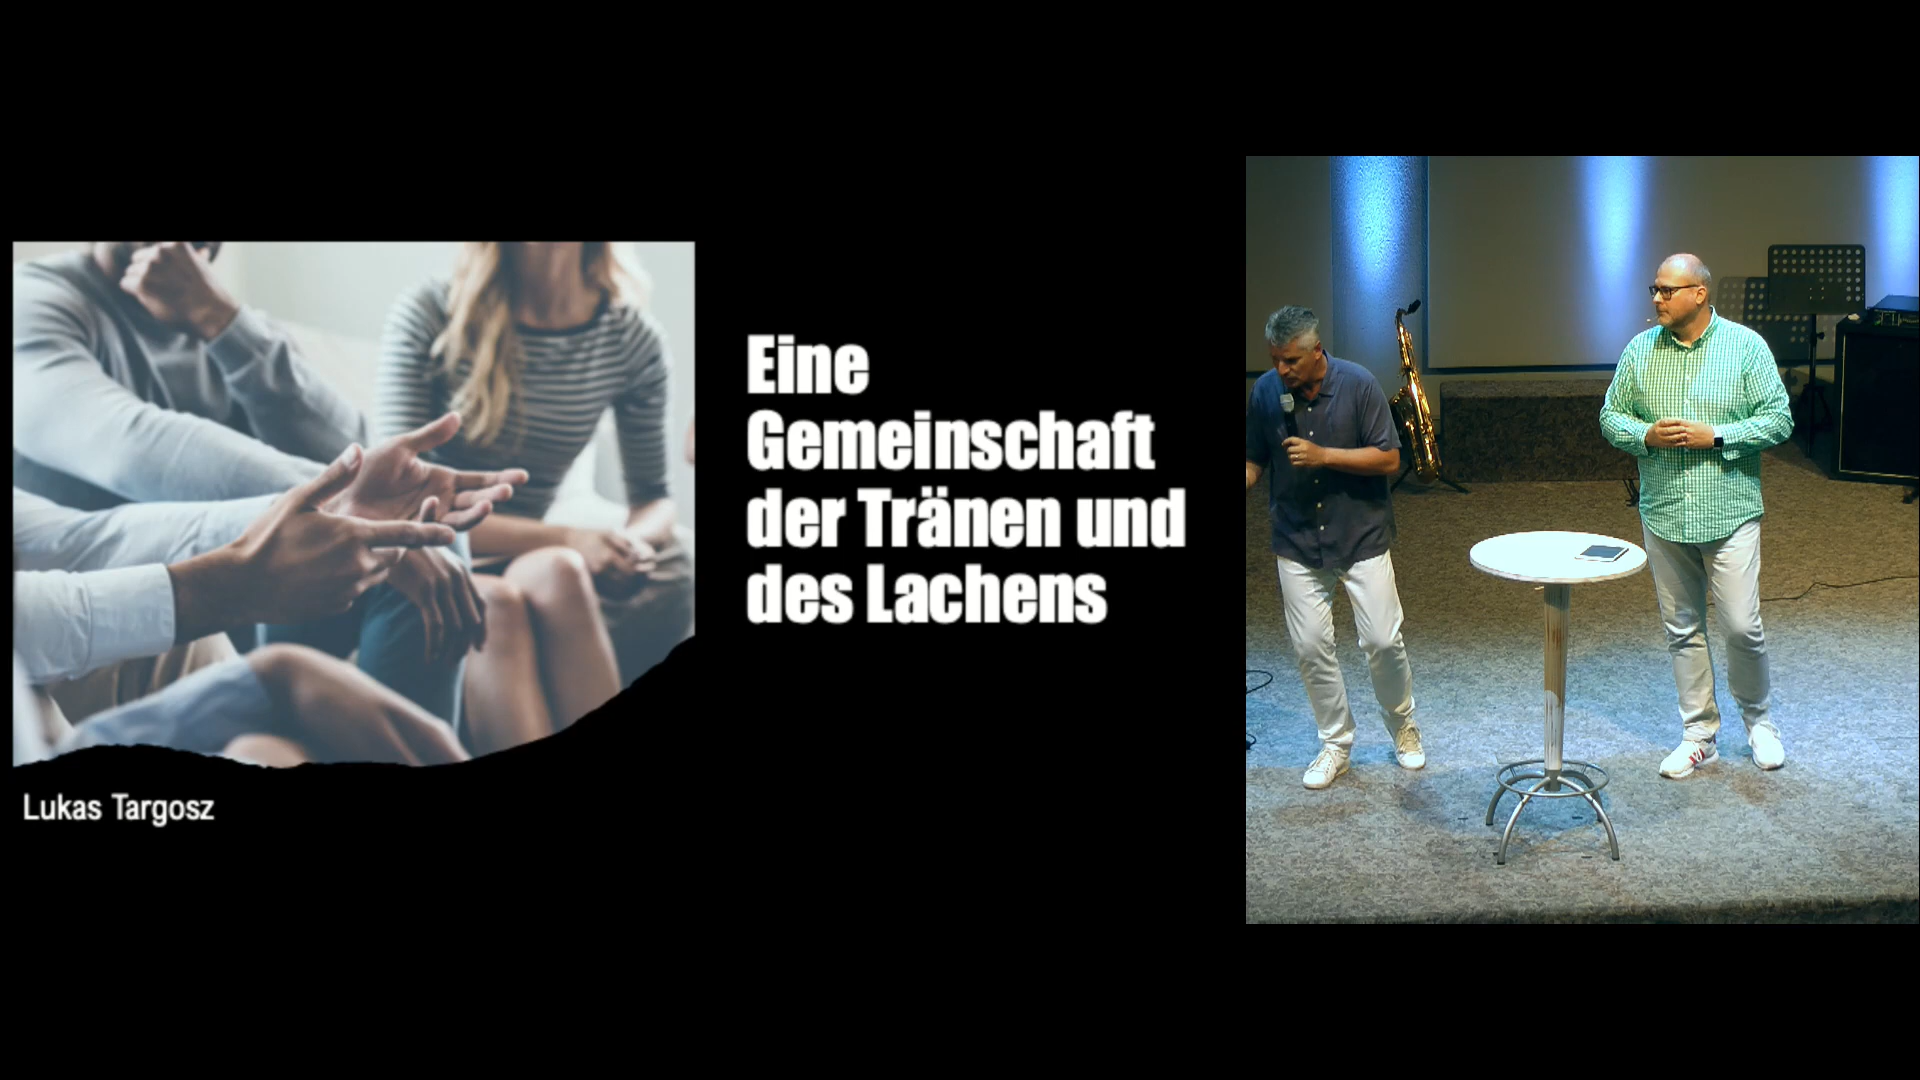 Eine
Gemeinschaft
der Tränen und
des Lachens
Lukas Targosz